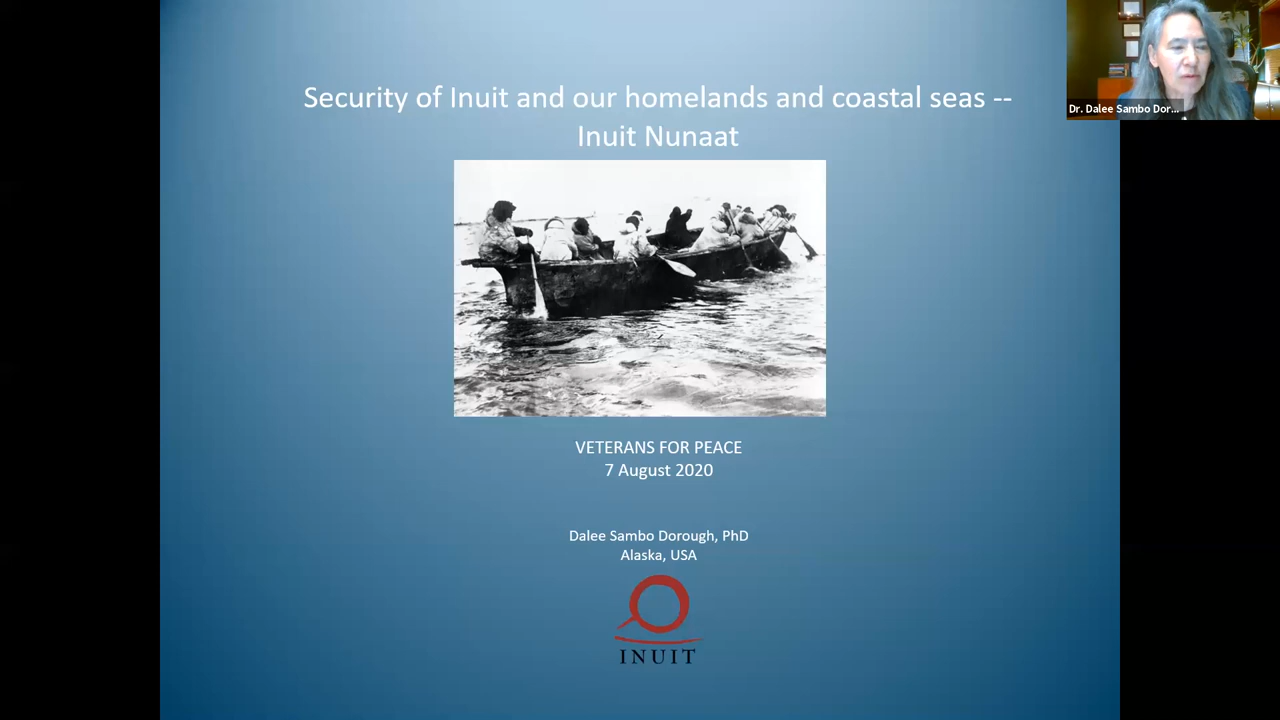 Security of Inuit and our homelands and coastal seas --
Inuit Nunaat
Dr. Dalee Sambo Dor...
VETERANS FOR PEACE
7 August 2020
Dalee Sambo Dorough, PhD
Alaska, USA
INUIT